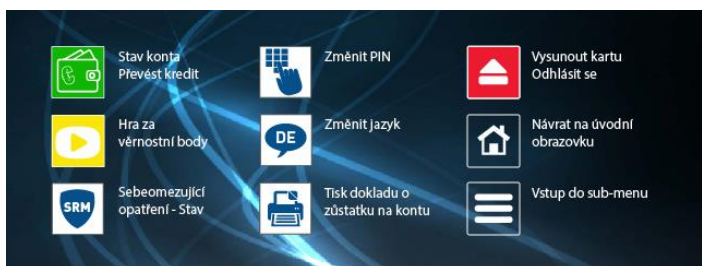 Stav konta
Převést kredit
Změnit PIN
Vysunout kartu
Odhlásit se
Hra za
věrnostní body
DE
Změnit jazyk
Návrat na úvodní
obrazovku
SRM
Sebeomezující
opatření - Stav
Tisk dokladu o
zůstatku na kontu
Vstup do sub-menu